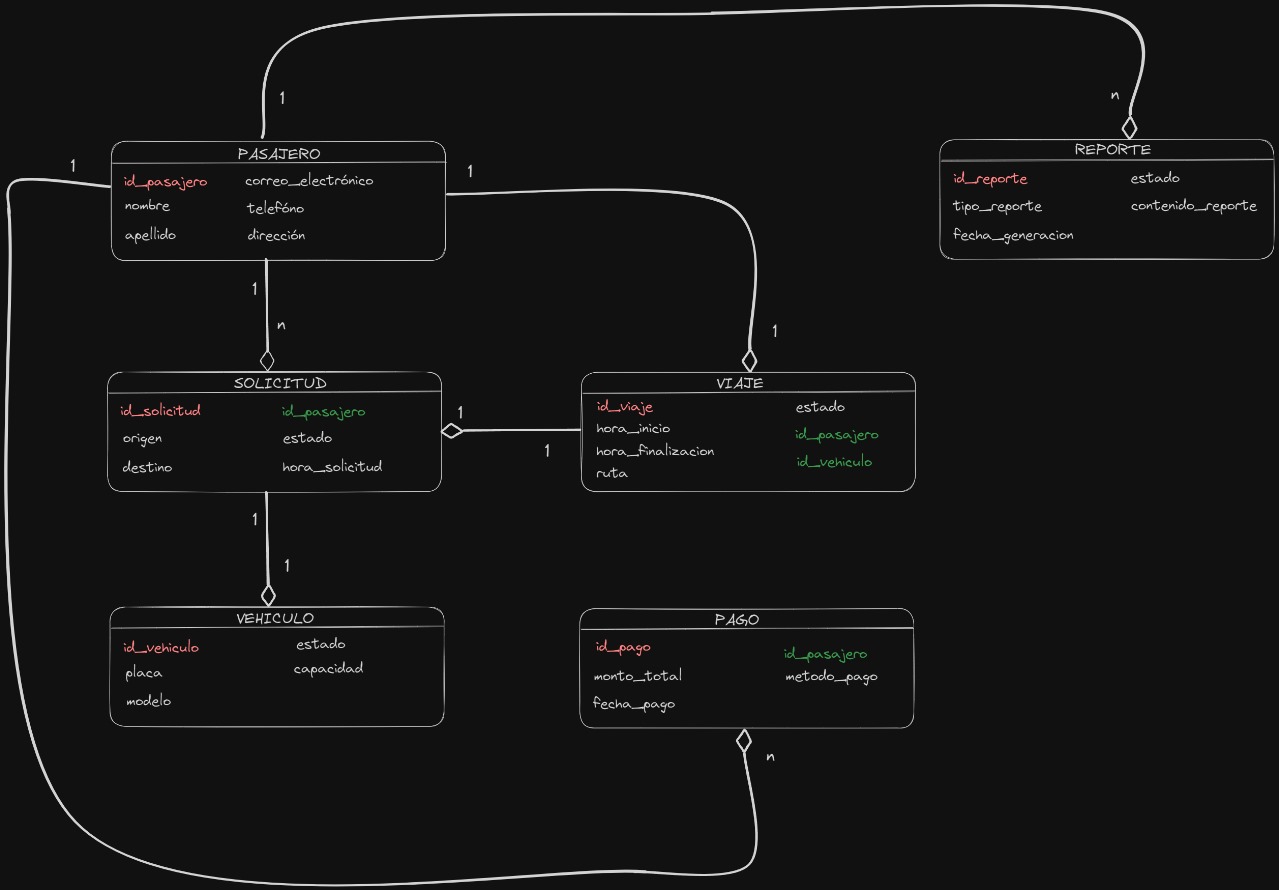 1
n
PASAJERO
id_pasajero
correo_electrónico
nombre
telefóno
apellido
dirección
1
1
REPORTE
id_reporte
estado
tipo_reporte
contenido_reporte
fecha_generacion
1
n
1
SOLICITUD
id_solicitud
id_pasajero
origen
estado
destino
hora_solicitud
1
1
VIAJE
id_viaje
estado
hora_inicio
id_pasajero
hora_finalizacion
id_vehiculo
ruta
1
1
VEHICULO
id_vehiculo
estado
placa
capacidad
modelo
PAGO
id_pago
id_pasajero
monto_total
metodo_pago
fecha_pago
n